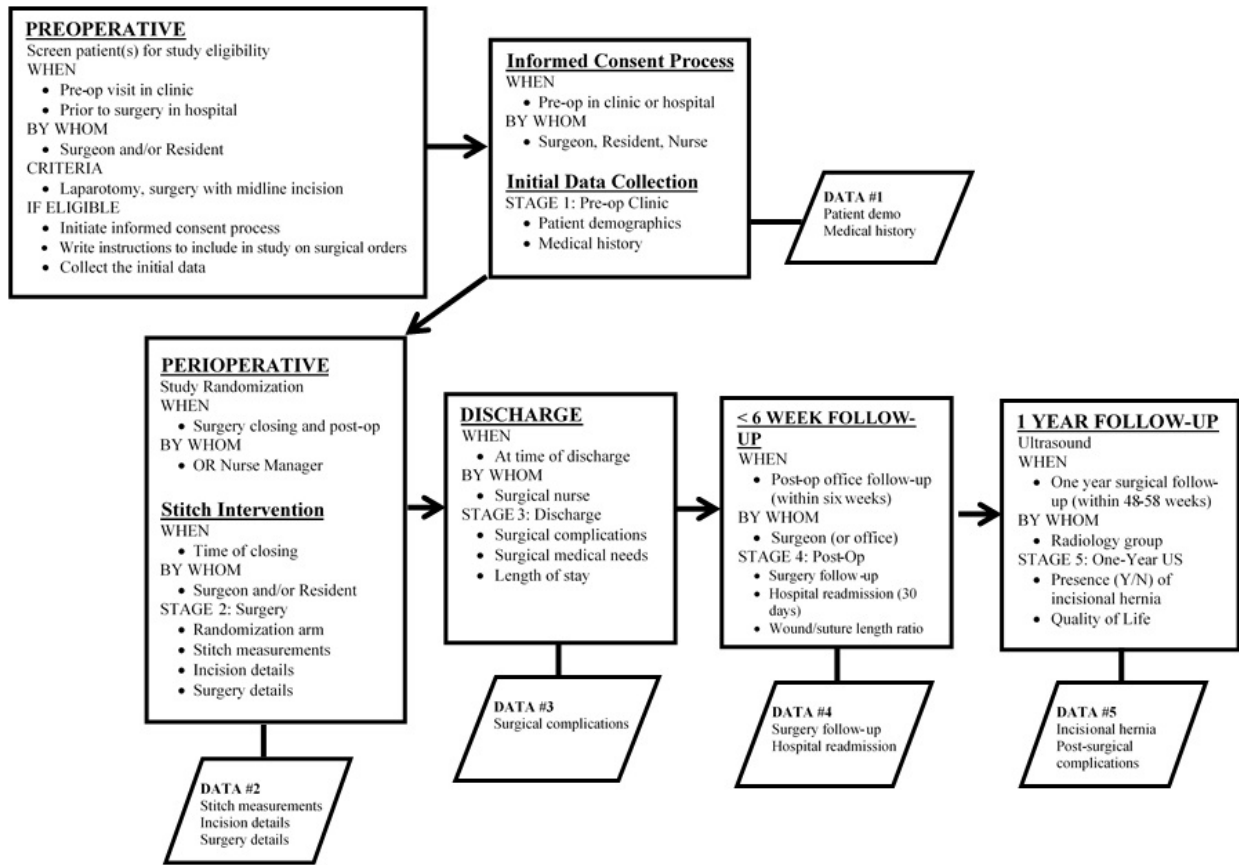 PREOPERATIVE
Screen patient(s) for study eligibility
WHEN
• Pre-op visit in clinic
• Prior to surgery in hospital
BY WHOM
• Surgeon and/or Resident
CRITERIA
• Laparotomy, surgery with midline incision
IF ELIGIBLE
• Initiate informed consent process
• Write instructions to include in study on surgical orders
• Collect the initial data
Informed Consent Process
WHEN
• Pre-op in clinic or hospital
BY WHOM
• Surgeon, Resident, Nurse
Initial Data Collection
STAGE 1: Pre-op Clinic
• Patient demographics
• Medical history
DATA #1
Patient demo
Medical history
PERIOPERATIVE
Study Randomization
WHEN
• Surgery closing and post-op
BY WHOM
• OR Nurse Manager
Stitch Intervention
WHEN
• Time of closing
BY WHOM
• Surgeon and/or Resident
STAGE 2: Surgery
• Randomization arm
• Stitch measurements
• Incision details
• Surgery details
DATA #2
Stitch measurements
Incision details
Surgery details
DISCHARGE
WHEN
• At time of discharge
BY WHOM
• Surgical nurse
STAGE 3: Discharge
• Surgical complications
• Surgical medical needs
• Length of stay
DATA #3
Surgical complications
< 6 WEEK FOLLOW-
UP
WHEN
• Post-op office follow-up
(within six weeks)
BY WHOM
• Surgeon (or office)
STAGE 4: Post-Op
• Surgery follow-up
• Hospital readmission (30
days)
• Wound/suture length ratio
DATA #4
Surgery follow-up
Hospital readmission
1 YEAR FOLLOW-UP
Ultrasound
WHEN
• One year surgical follow-
up (within 48-58 weeks)
BY WHOM
• Radiology group
STAGE 5: One-Year US
• Presence (Y/N) of
incisional hernia
• Quality of Life
DATA #5
Incisional hernia
Post-surgical
complications